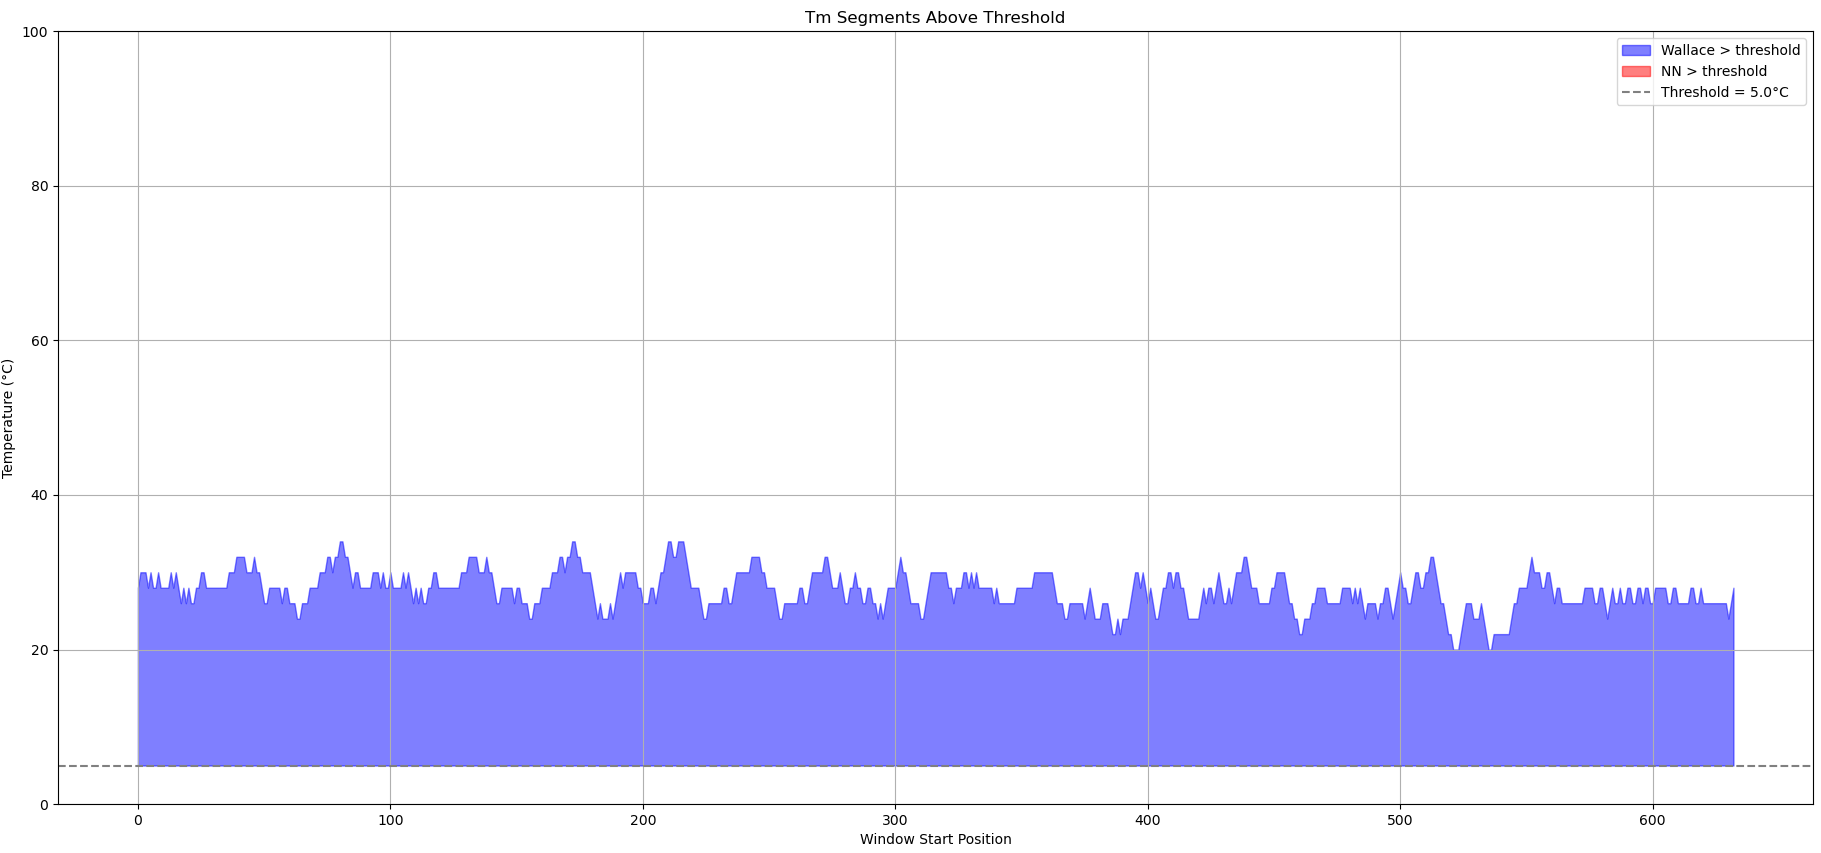 Tm Segments Above Threshold
Wallace > threshold
NN > threshold
Threshold = 5.0°C
Temperature (°C)
100
80
60
40
20
0
0 100 200 300 400 500 600
Window Start Position